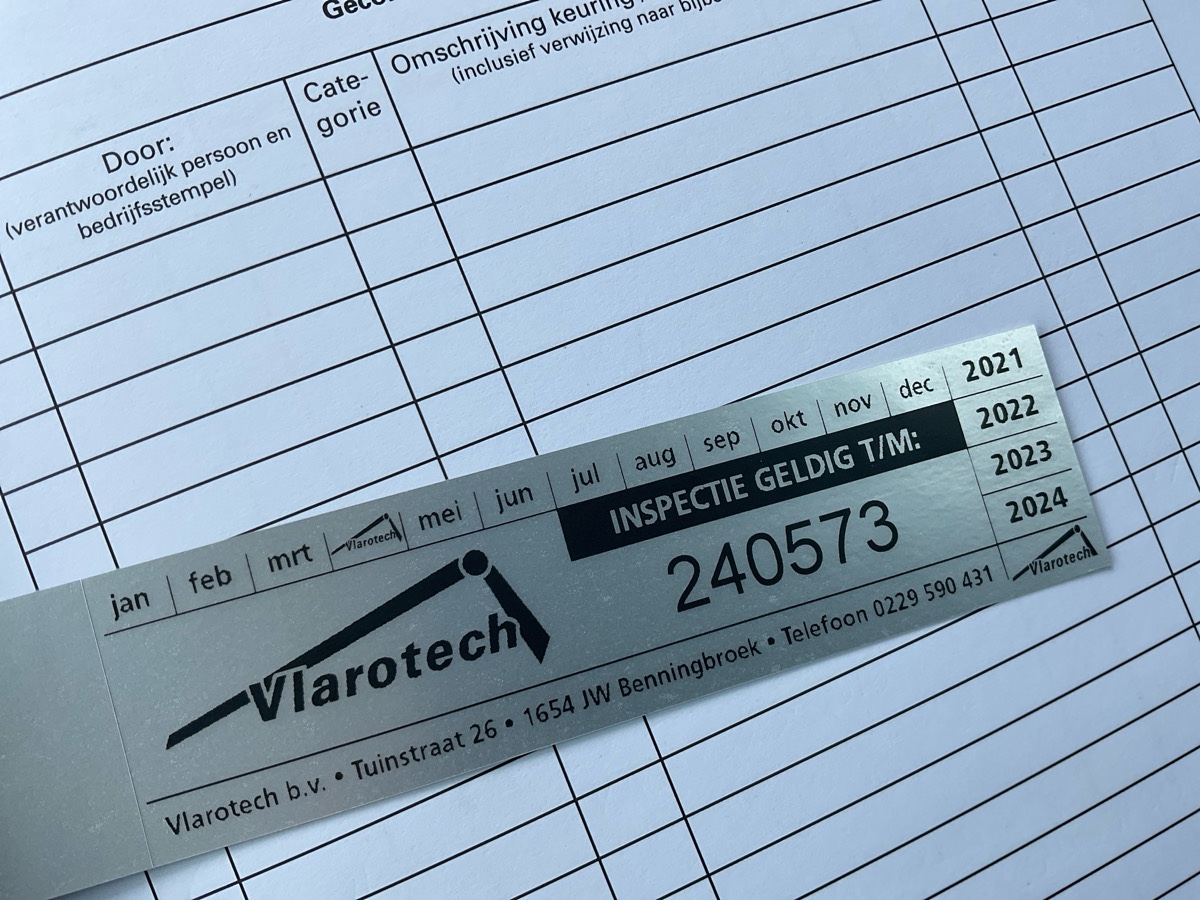 Door:
(verantwoordelijk persoon en
bedrijfsstempel)
Cate-
gorie
Omschrijving keuring
(inclusief verwijzing naar
jan feb mrt Vlarotech mei jun jul aug sep okt nov dec
2021
2022
2023
2024
Vlarotech
INSPECTIE GELDIG T/M:
240573
Vlarotech
Vlarotech b.v. • Tuinstraat 26 • 1654 JW Benningbroek • Telefoon 0229 590 431